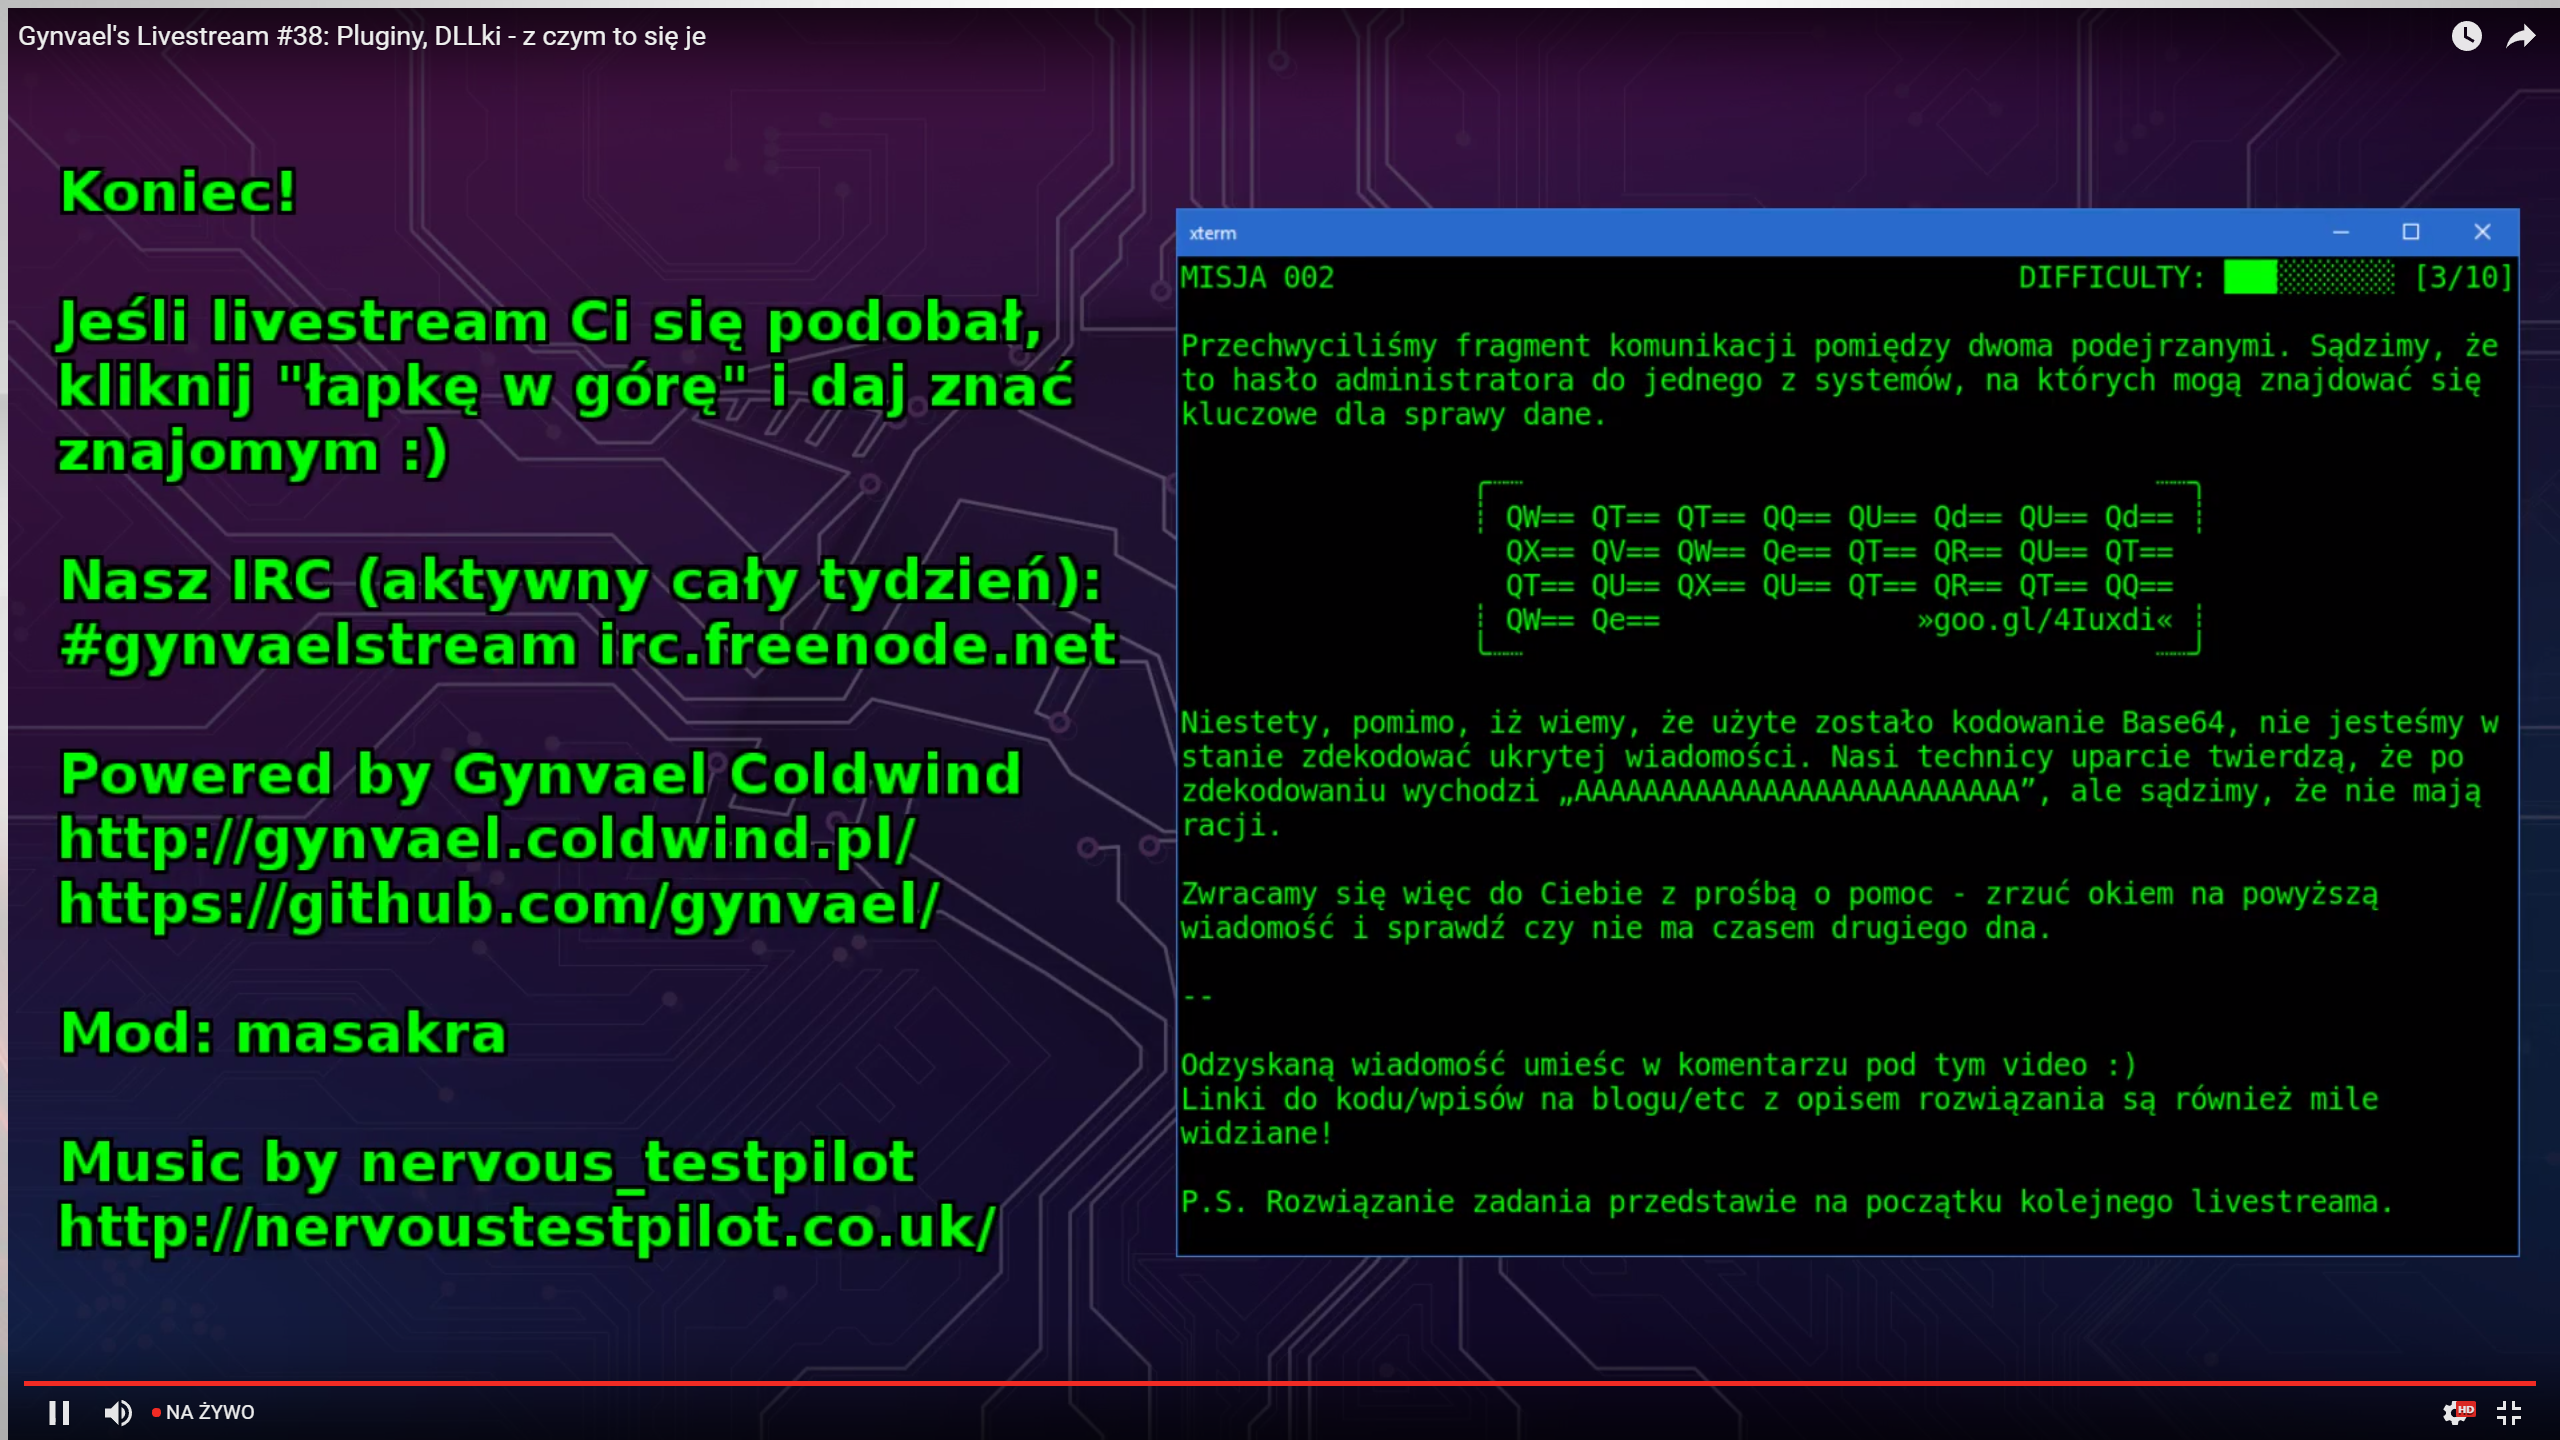 Gynvael's Livestream #38: Pluginy, DLLki - z czym to się je
Koniec!
Jeśli livestream Ci się podobał,
kliknij "łapkę w górę" i daj znać
znajomym :)
Nasz IRC (aktywny cały tydzień):
#gynvaelstream irc.freenode.net
Powered by Gynvael Coldwind
http://gynvael.coldwind.pl/
https://github.com/gynvael/
Mod: masakra
Music by nervous_testpilot
http://nervoustestpilot.co.uk/
xterm
MISJA 002 DIFFICULTY: [3/10]
Przechwyciliśmy fragment komunikacji pomiędzy dwoma podejrzanymi. Sądzimy, że
to hasło administratora do jednego z systemów, na których mogą znajdować się
kluczowe dla sprawy dane.
QW== QT== QT== QQ== QU== Qd== QU== Qd==
QX== QV== QW== Qe== QT== QR== QU== QT==
QT== QU== QX== QU== QT== QR== QT== QQ==
QW== Qe== »goo.gl/4Iuxdi«
Niestety, pomimo, iż wiemy, że użyte zostało kodowanie Base64, nie jesteśmy w
stanie zdekodować ukrytej wiadomości. Nasi technicy uparcie twierdzą, że po
zdekodowaniu wychodzi „AAAAAAAAAAAAAAAAAAAAAAAAAA”, ale sądzimy, że nie mają
racji.
Zwracamy się więc do Ciebie z prośbą o pomoc - zrzuć okiem na powyższą
wiadomość i sprawdź czy nie ma czasem drugiego dna.
--
Odzyskaną wiadomość umieśc w komentarzu pod tym video :)
Linki do kodu/wpisów na blogu/etc z opisem rozwiązania są również mile
widziane!
P.S. Rozwiązanie zadania przedstawie na początku kolejnego livestreama.
NA ŻYWO
HD